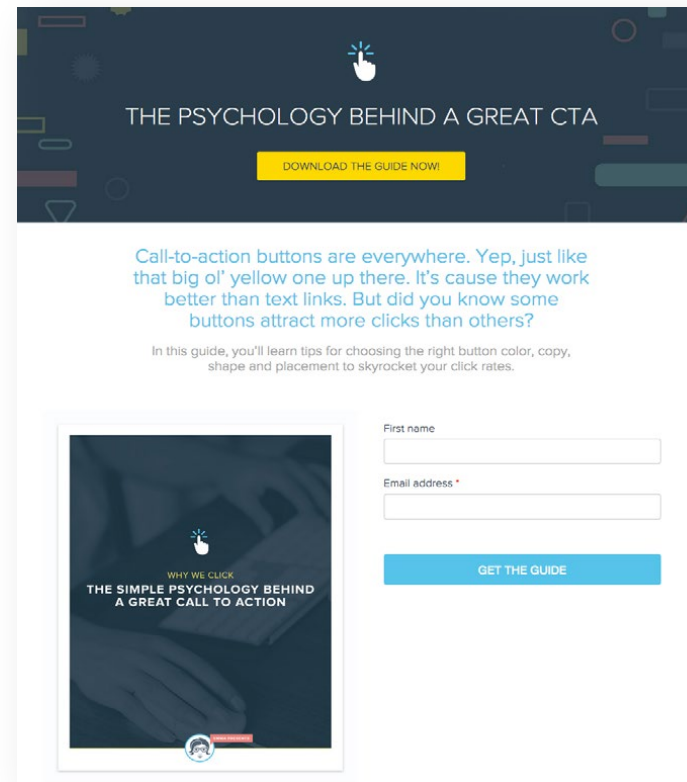 THE PSYCHOLOGY BEHIND A GREAT CTA
DOWNLOAD THE GUIDE NOW!
Call-to-action buttons are everywhere. Yep, just like
that big ol’ yellow one up there. It’s cause they work
better than text links. But did you know some
buttons attract more clicks than others?
In this guide, you’ll learn tips for choosing the right button color, copy,
shape and placement to skyrocket your click rates.
First name
Email address *
GET THE GUIDE
WHY WE CLICK
THE SIMPLE PSYCHOLOGY BEHIND
A GREAT CALL TO ACTION